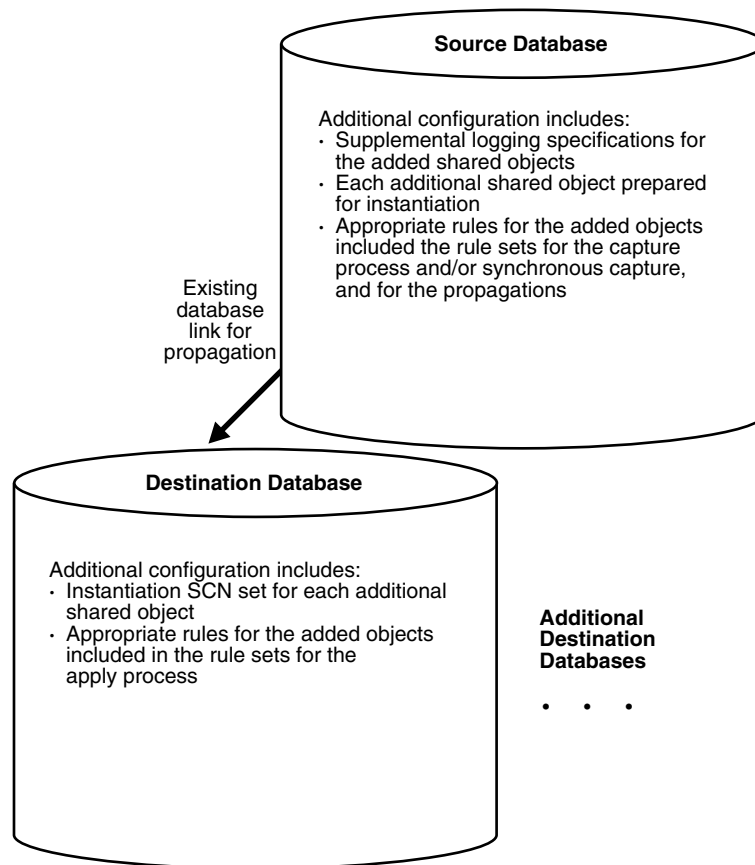 Source Database
Additional configuration includes:
· Supplemental logging specifications for
the added shared objects
· Each additional shared object prepared
for instantiation
· Appropriate rules for the added objects
included the rule sets for the capture
process and/or synchronous capture,
and for the propagations
Existing
database
link for
propagation
Destination Database
Additional configuration includes:
· Instantiation SCN set for each additional
shared object
· Appropriate rules for the added objects
included in the rule sets for the
apply process
Additional
Destination
Databases
. . .